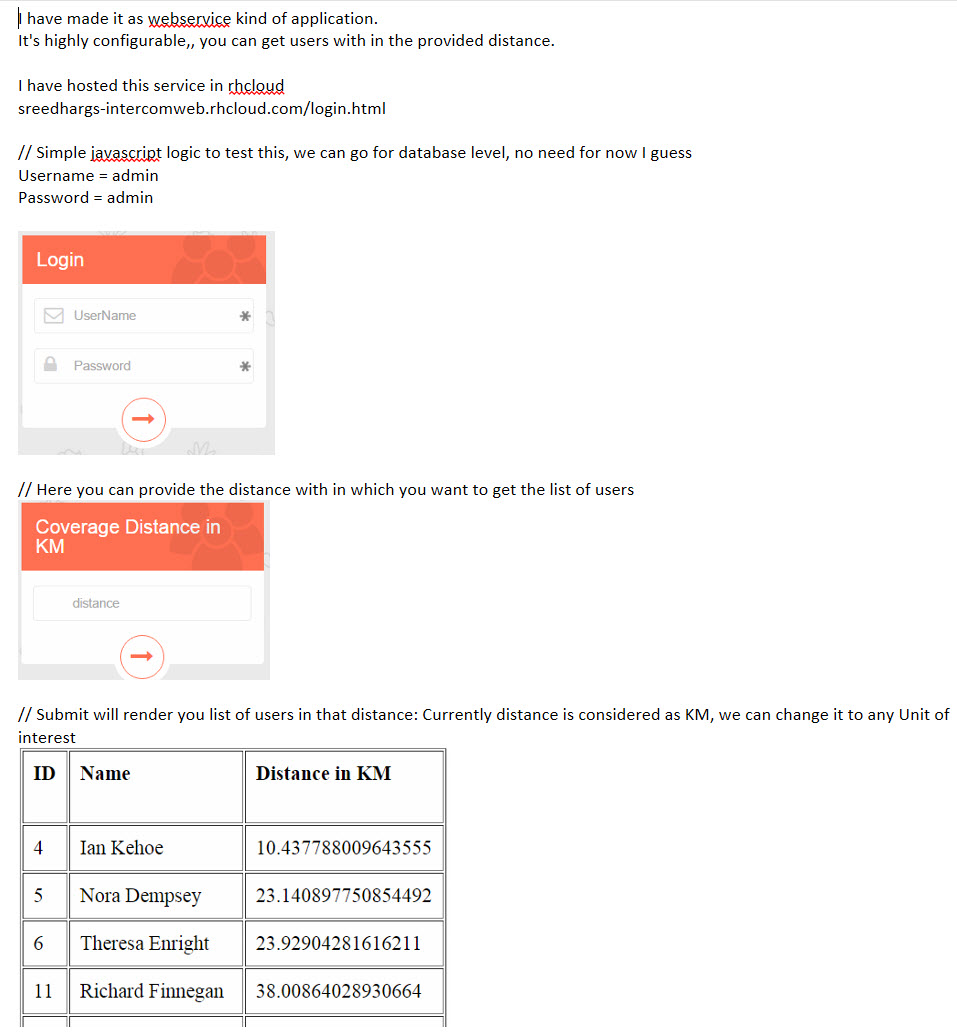 I have made it as webservice kind of application.
It's highly configurable,, you can get users with in the provided distance.
I have hosted this service in rhcloud
sreedhargs-intercomweb.rhcloud.com/login.html
// Simple javascript logic to test this, we can go for database level, no need for now I guess
Username = admin
Password = admin
Login
UserName *
Password *
// Here you can provide the distance with in which you want to get the list of users
Coverage Distance in
KM
distance
// Submit will render you list of users in that distance: Currently distance is considered as KM, we can change it to any Unit of
interest
ID Name Distance in KM
4 Ian Kehoe 10.437788009643555
5 Nora Dempsey 23.140897750854492
6 Theresa Enright 23.92904281616211
11 Richard Finnegan 38.00864028930664